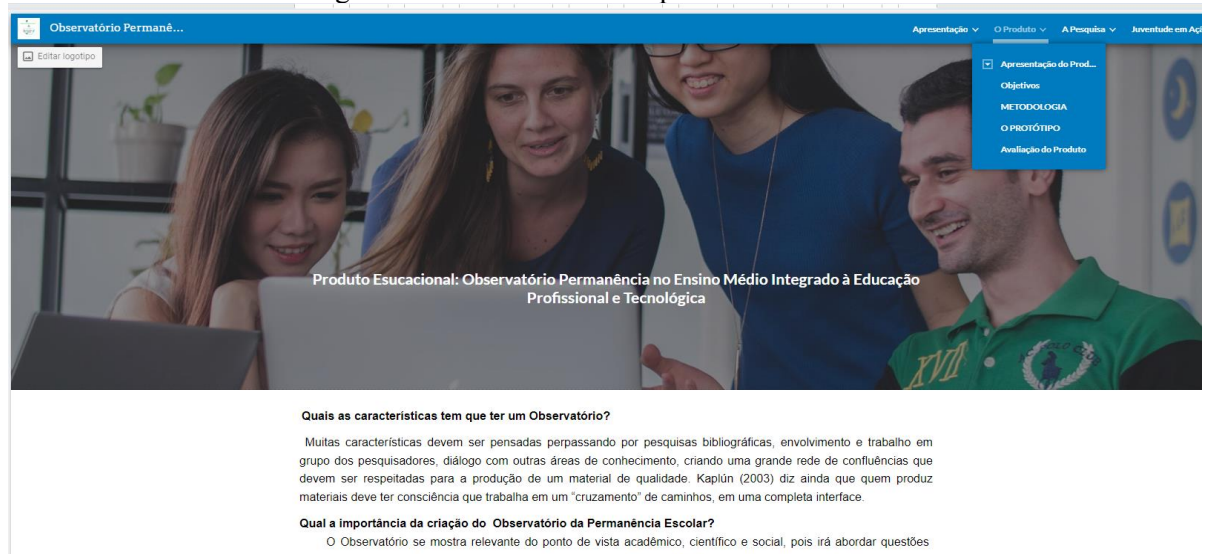 Observatório Permanê...
Apresentação O Produto A Pesquisa Juventude em Açã
Editar logotipo
Apresentação do Prod...
Objetivos
METODOLOGIA
O PROTÓTIPO
Avaliação do Produto
Produto Esucacional: Observatório Permanência no Ensino Médio Integrado à Educação
Profissional e Tecnológica
XVII
POLO CLUB
Quais as características tem que ter um Observatório?
Muitas características devem ser pensadas perpassando por pesquisas bibliográficas, envolvimento e trabalho em
grupo dos pesquisadores, diálogo com outras áreas de conhecimento, criando uma grande rede de confluências que
devem ser respeitadas para a produção de um material de qualidade. Kaplún (2003) diz ainda que quem produz
materiais deve ter consciência que trabalha em um "cruzamento" de caminhos, em uma completa interface.
Qual a importância da criação do Observatório da Permanência Escolar?
O Observatório se mostra relevante do ponto de vista acadêmico, científico e social, pois irá abordar questões